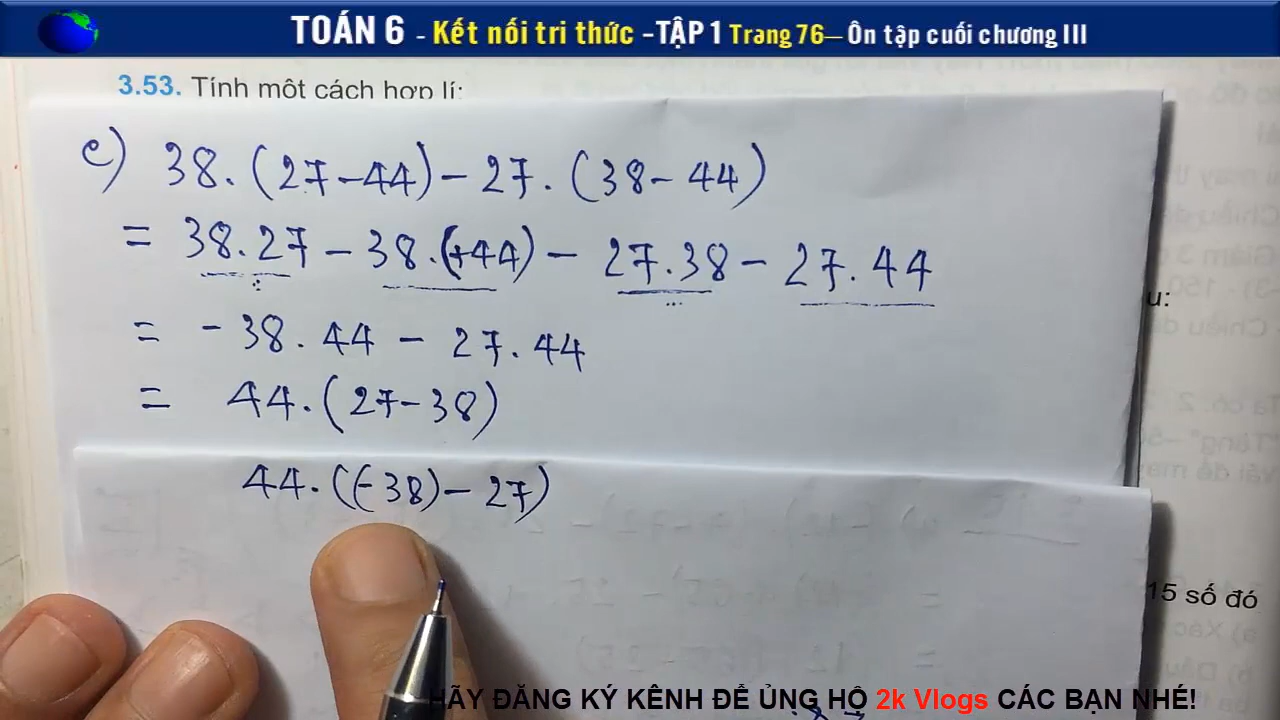 TOÁN 6 - Kết nối tri thức -TẬP 1 Trang 76– Ôn tập cuối chương III
3.53. Tính một cách hợp lí:
c) 38.(27-44)-27.(38-44)
= 38.27 - 38.(+44) - 27.38 - 27.44
= -38.44 - 27.44
= 44.(27-38)
44.((-38)-27)
u:
15 số đó
HÃY ĐĂNG KÝ KÊNH ĐỂ ỦNG HỘ 2k Vlogs CÁC BẠN NHÉ!